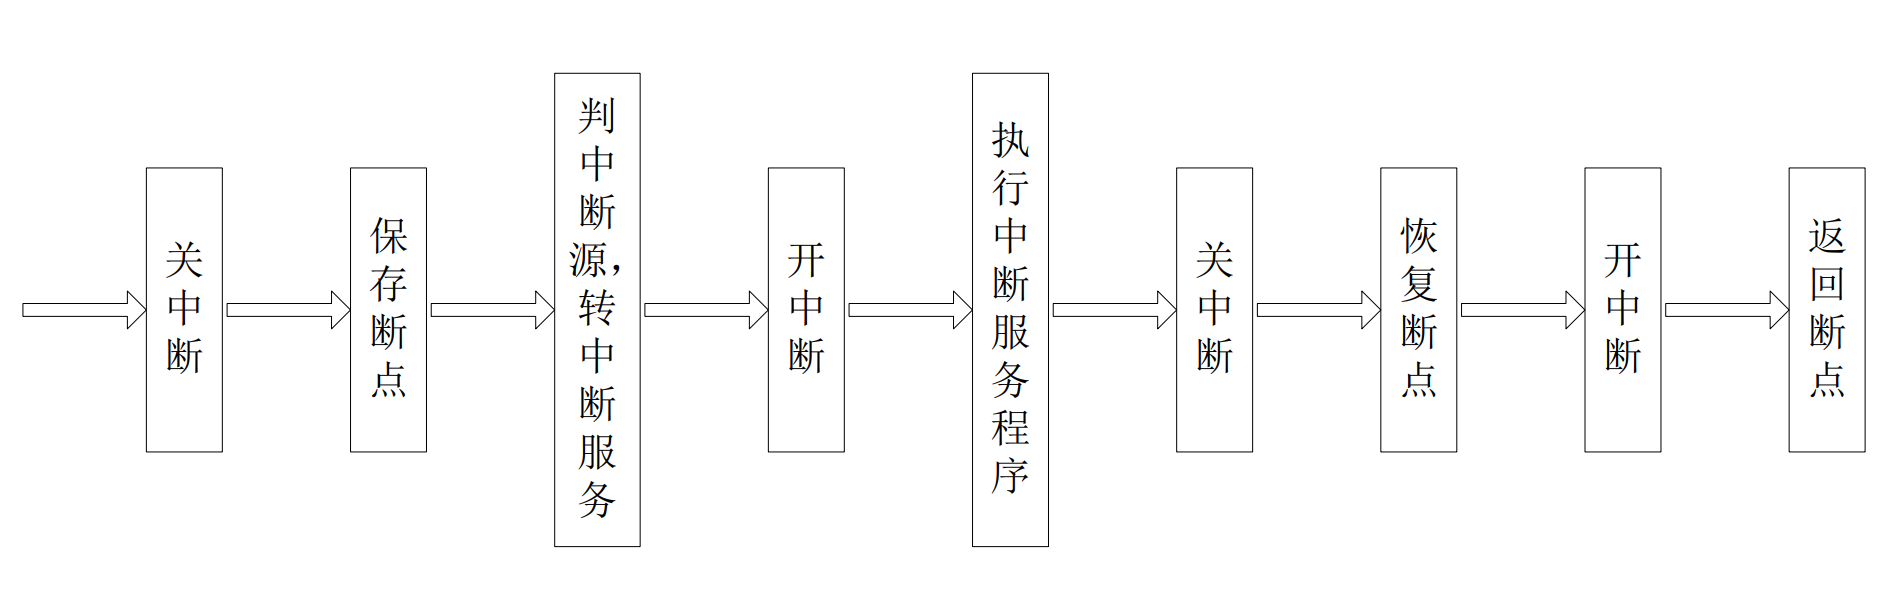 关中断
保存断点
判中断源，转中断服务
开中断
执行中断服务程序
关中断
恢复断点
开中断
返回断点